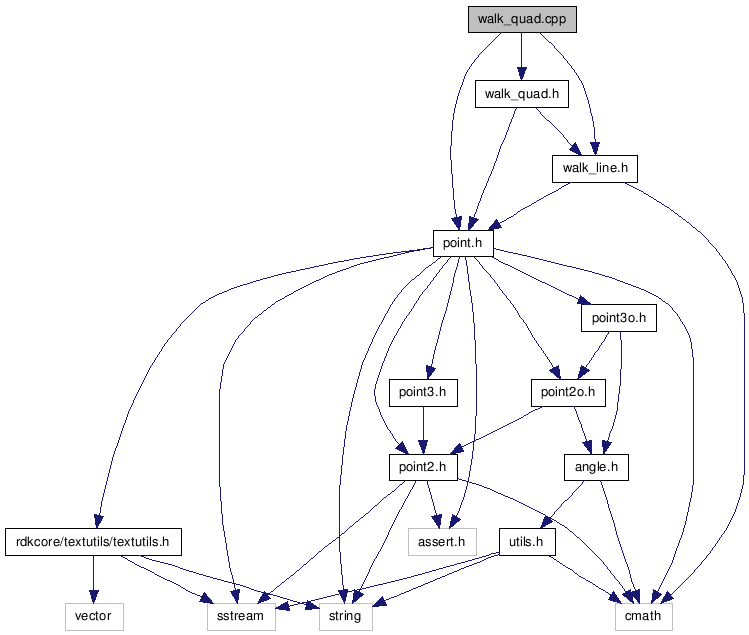 walk_quad.cpp
walk_quad.h
walk_line.h
point.h
point3o.h
point3.h
point2o.h
point2.h
angle.h
rdkcore/textutils/textutils.h
assert.h
utils.h
vector
sstream
string
cmath